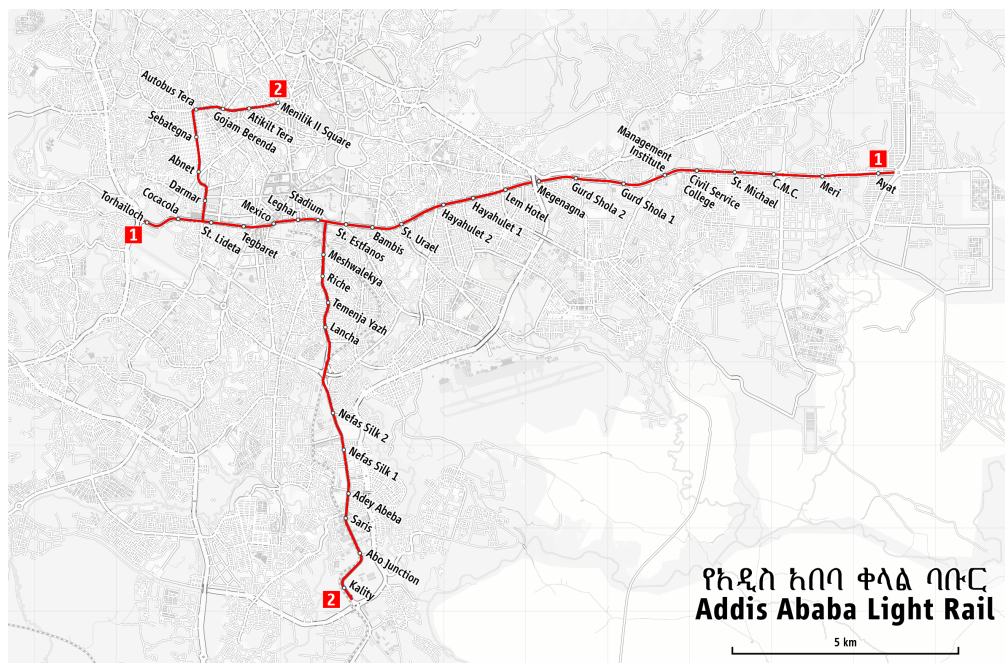 2
Autobus Tera
Menilik II Square
Atikilt Tera
Gojam Berenda
Sebategna
Abnet
Darmar
Management
Institute
1
Civil Service
College
St. Michael
C.M.C.
Meri
Ayat
Torhailoch
1
Cocacola
St. Lideta
Tegbaret
Mexico
Leghar
Stadium
St. Estfanos
Bambis
St. Urael
Hayahulet 2
Hayahulet 1
Lem Hotel
Megenagna
Gurd Shola 2
Gurd Shola 1
Meshwalekya
Riche
Temenja Yazh
Lancha
Nefas Silk 2
Nefas Silk 1
Adey Abeba
Saris
Abo Junction
Kality
2
የአዲስ አበባ ቀላል ባቡር
Addis Ababa Light Rail
5 km